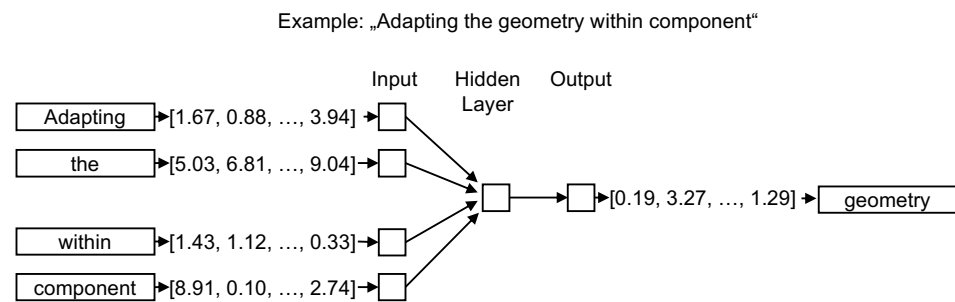 Example: „Adapting the geometry within component“
Input Hidden Layer Output
Adapting [1.67, 0.88, …, 3.94]
the [5.03, 6.81, …, 9.04]
[0.19, 3.27, …, 1.29] geometry
within [1.43, 1.12, …, 0.33]
component [8.91, 0.10, …, 2.74]